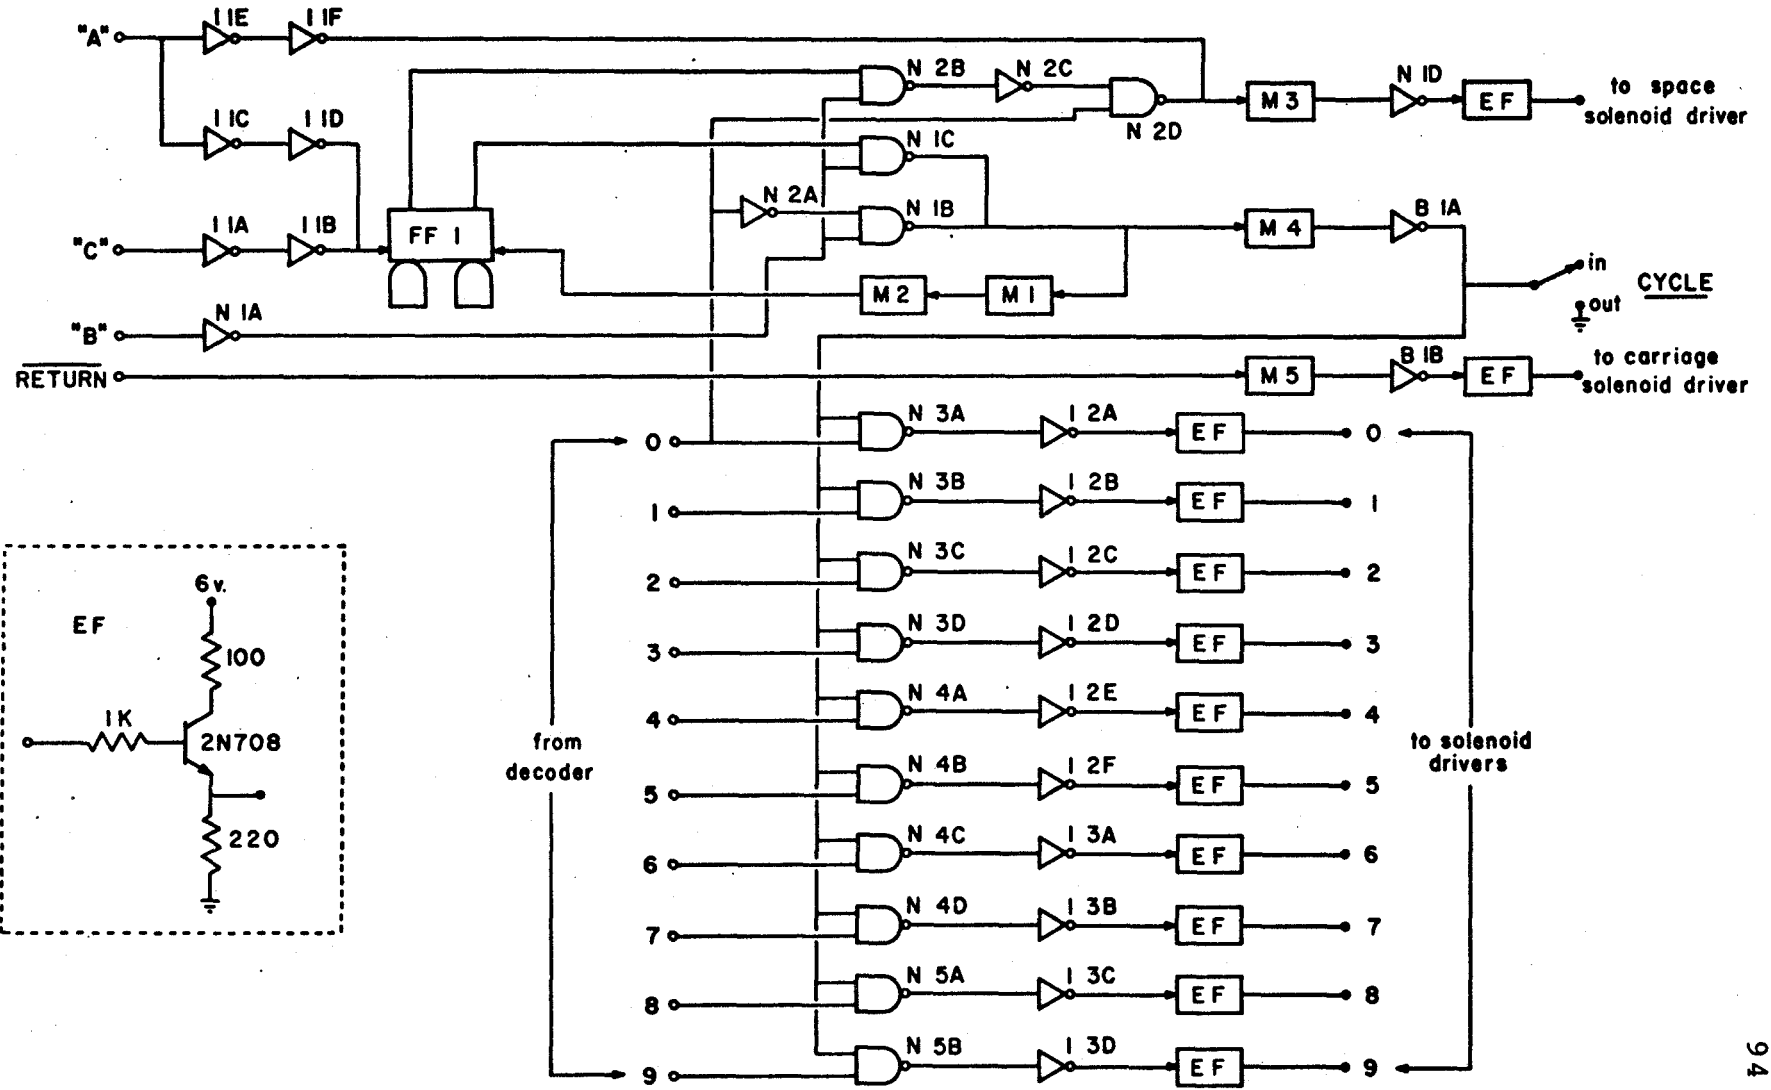 "A"
I 1E
I 1F
I 1C
I 1D
"C"
I 1A
I 1B
FF 1
"B"
N 1A
RETURN
N 2B
N 2C
N 2D
N 1C
N 2A
N 1B
M 2
M 1
M 3
N 1D
EF
to space
solenoid driver
M 4
B 1A
in
out
CYCLE
M 5
B 1B
EF
to carriage
solenoid driver
0
N 3A
I 2A
EF
0
1
N 3B
I 2B
EF
1
2
N 3C
I 2C
EF
2
3
N 3D
I 2D
EF
3
4
N 4A
I 2E
EF
4
from
decoder
to solenoid
drivers
5
N 4B
I 2F
EF
5
6
N 4C
I 3A
EF
6
7
N 4D
I 3B
EF
7
8
N 5A
I 3C
EF
8
9
N 5B
I 3D
EF
9
EF
6v.
100
1K
2N708
220
94